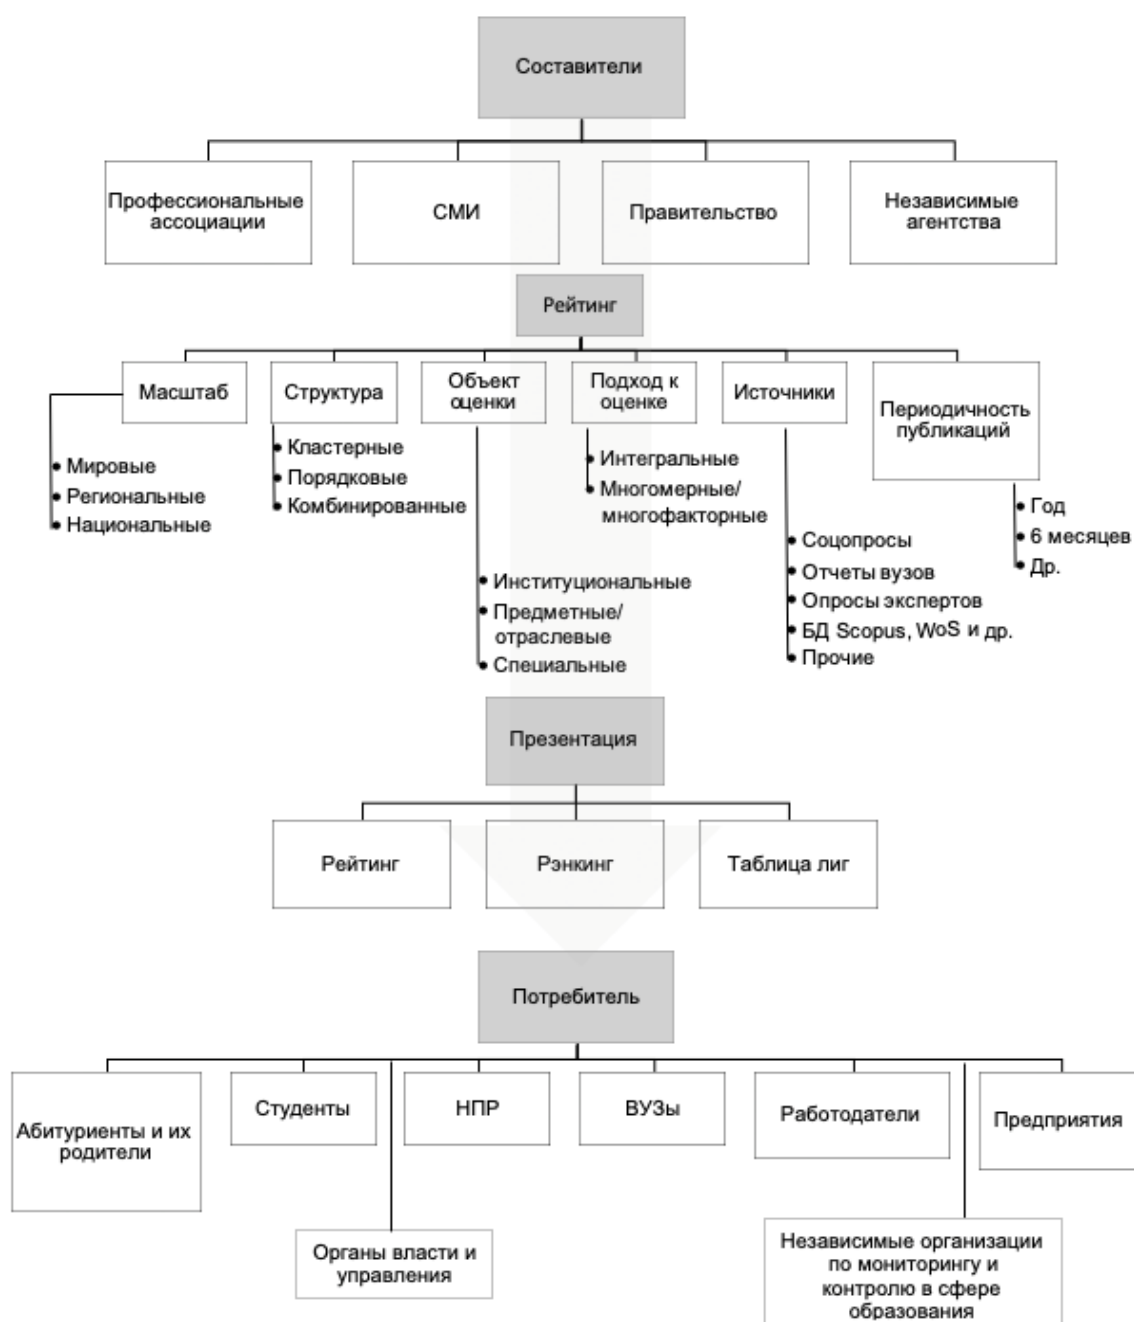 Составители
Профессиональные
ассоциации
СМИ
Правительство
Независимые
агентства
Рейтинг
Масштаб
• Мировые
• Региональные
• Национальные
Структура
• Кластерные
• Порядковые
• Комбинированные
Объект
оценки
• Институциональные
• Предметные/
отраслевые
• Специальные
Подход к
оценке
• Интегральные
• Многомерные/
многофакторные
Источники
• Соцопросы
• Отчеты вузов
• Опросы экспертов
• БД Scopus, WoS и др.
• Прочие
Периодичность
публикаций
• Год
• 6 месяцев
• Др.
Презентация
Рейтинг
Рэнкинг
Таблица лиг
Потребитель
Абитуриенты и их
родители
Студенты
НПР
ВУЗы
Работодатели
Предприятия
Органы власти и
управления
Независимые организации
по мониторингу и
контролю в сфере
образования